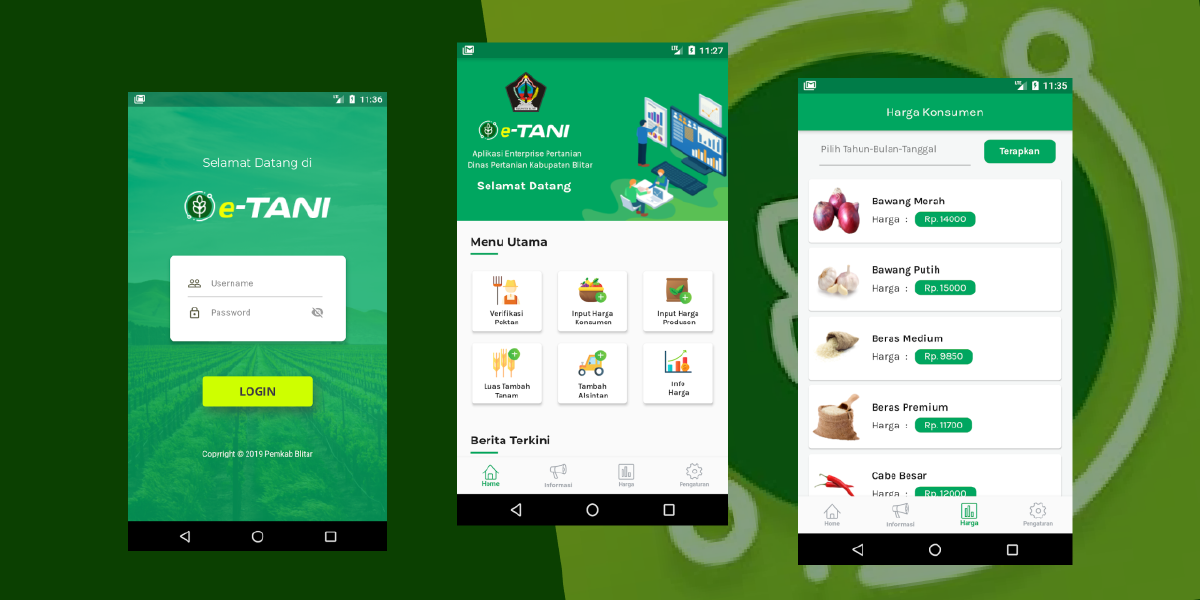 11:36
Selamat Datang di
e-TANI
Username
Password
LOGIN
Copyright © 2019 Pemkab Blitar
LTE
11:27
e-TANI
Aplikasi Enterprise Pertanian
Dinas Pertanian Kabupaten Blitar
Selamat Datang
Menu Utama
Verifikasi
Poktan
Input Harga
Konsumen
Input Harga
Produsen
Luas Tambah
Tanam
Tambah
Alsintan
Info
Harga
Berita Terkini
Home
Informasi
Harga
Pengaturan
LTE
11:35
Harga Konsumen
Pilih Tahun-Bulan-Tanggal
Terapkan
Bawang Merah
Harga : Rp. 14000
Bawang Putih
Harga : Rp. 15000
Beras Medium
Harga : Rp. 9850
Beras Premium
Harga : Rp. 11700
Cabe Besar
Harga : Rp. 12000
Home
Informasi
Harga
Pengaturan